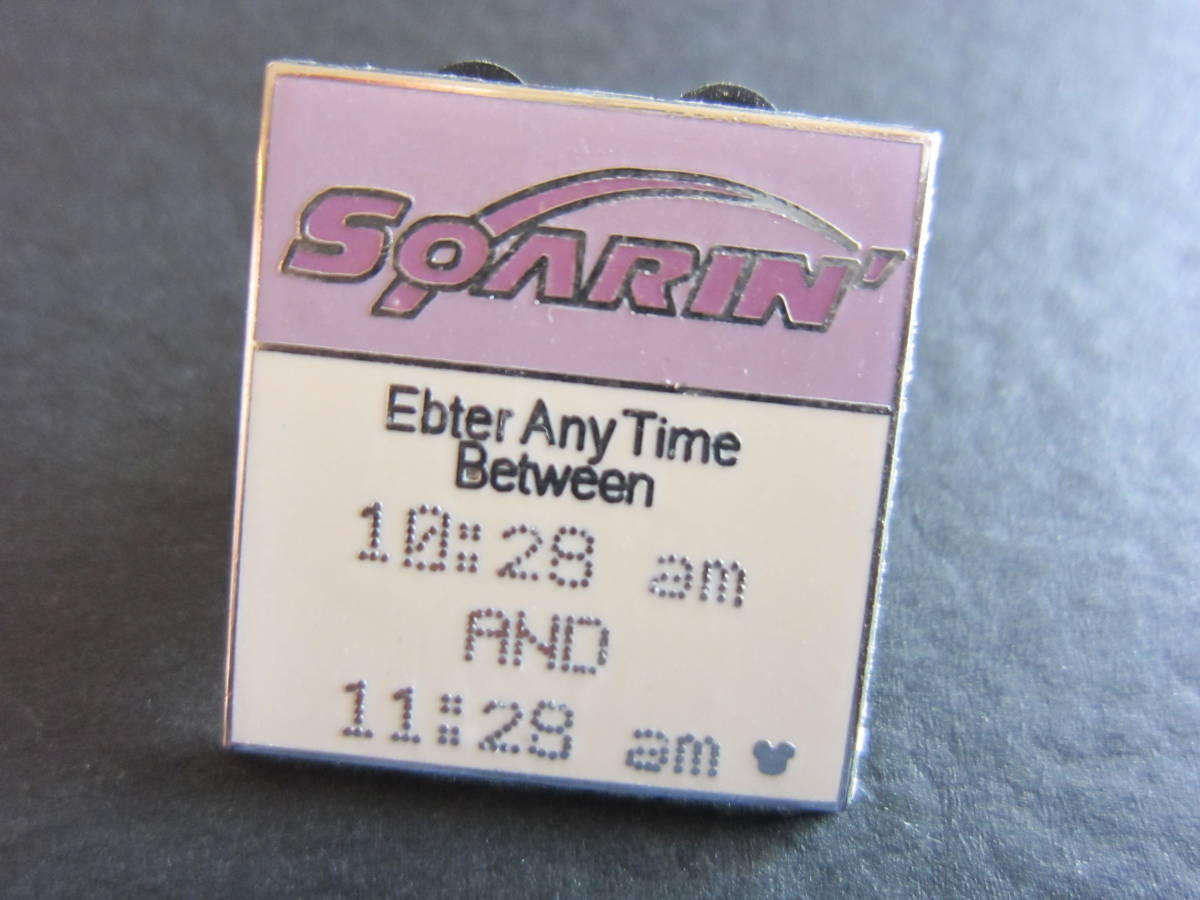 SOARIN'
Ebter Any Time
Between
10:28 am
AND
11:28 am